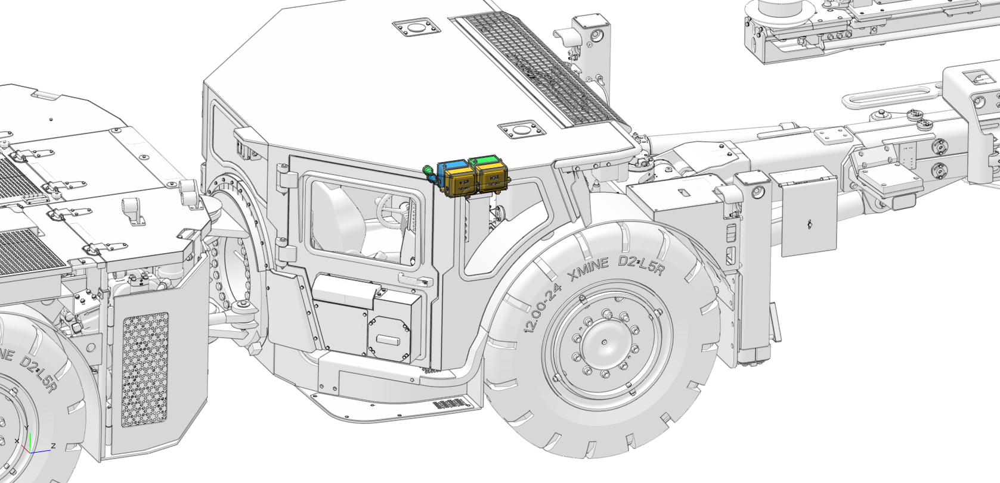 XMINE D2*L5R
12.00-24
NE D2*L5R
Y
X
Z